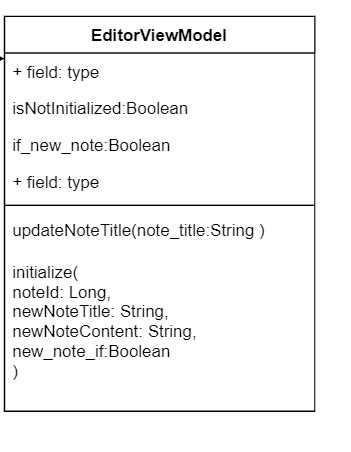 EditorViewModel
+ field: type
isNotInitialized:Boolean
if_new_note:Boolean
+ field: type
updateNoteTitle(note_title:String )
initialize(
noteId: Long,
newNoteTitle: String,
newNoteContent: String,
new_note_if:Boolean
)